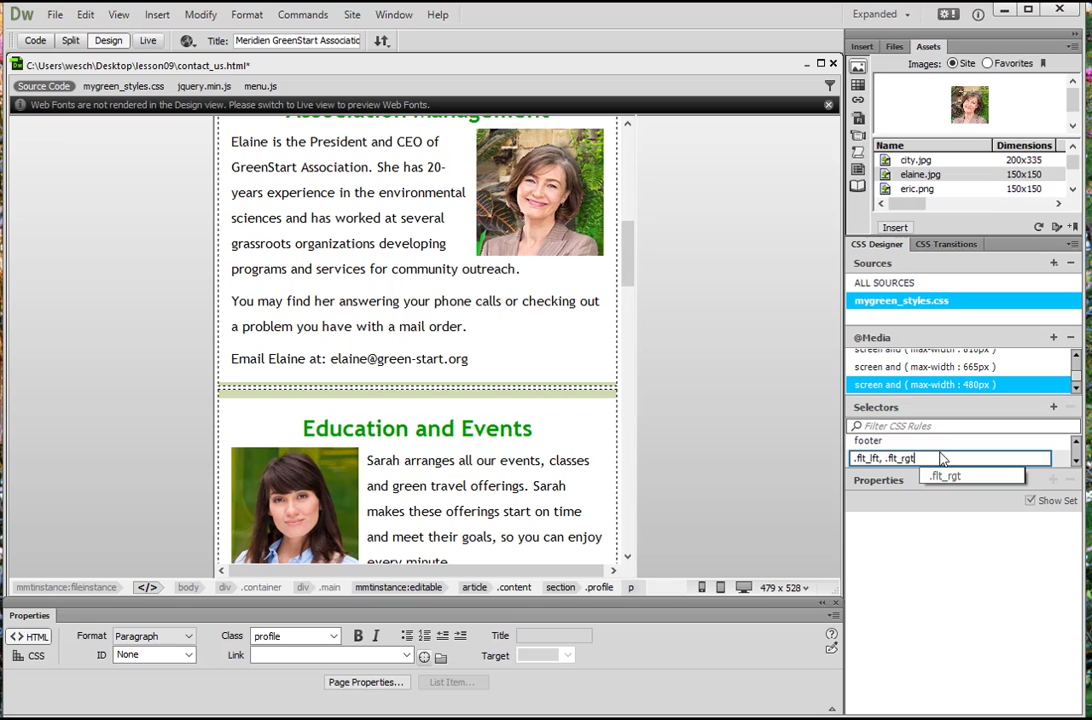 Dw File Edit View Insert Modify Format Commands Site Window Help Expanded
Code Split Design Live Title: Meridien GreenStart Associatic
C:\Users\wesch\Desktop\lesson09\contact_us.html*
Source Code mygreen_styles.css jquery.min.js menu.js
Web Fonts are not rendered in the Design view. Please switch to Live view to preview Web Fonts.
Association Management
Elaine is the President and CEO of
GreenStart Association. She has 20-
years experience in the environmental
sciences and has worked at several
grassroots organizations developing
programs and services for community outreach.
You may find her answering your phone calls or checking out
a problem you have with a mail order.
Email Elaine at: elaine@green-start.org
Education and Events
Sarah arranges all our events, classes
and green travel offerings. Sarah
makes these offerings start on time
and meet their goals, so you can enjoy
every minute.
mmtinstance:fileinstance </> body div .container div .main mmtinstance:editable article .content section .profile p 479 x 528
Properties
<> HTML Format Paragraph Class profile B I Title
CSS ID None Link Target
Page Properties... List Item...
Insert Files Assets
Images: Site Favorites
Name Dimensions
city.jpg 200x335
elaine.jpg 150x150
eric.png 150x150
Insert
CSS Designer CSS Transitions
Sources
ALL SOURCES
mygreen_styles.css
@Media
screen and ( max-width : 810px )
screen and ( max-width : 665px )
screen and ( max-width : 480px )
Selectors
Filter CSS Rules
footer
.flt_lft, .flt_rgt
.flt_rgt
Properties
Show Set